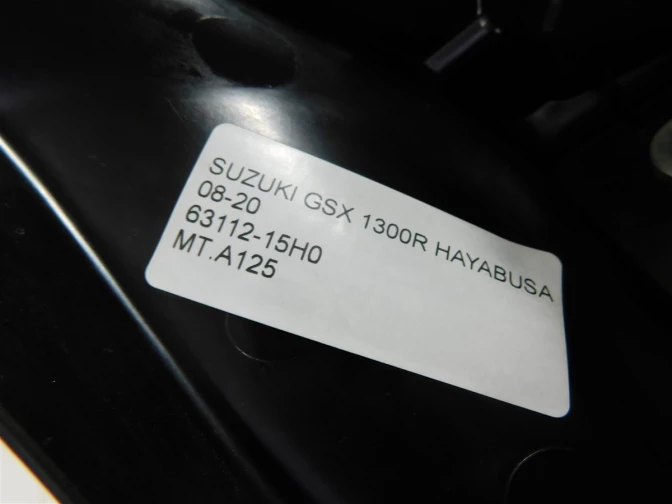 SUZUKI GSX 1300R HAYABUSA
08-20
63112-15H0
MT.A125